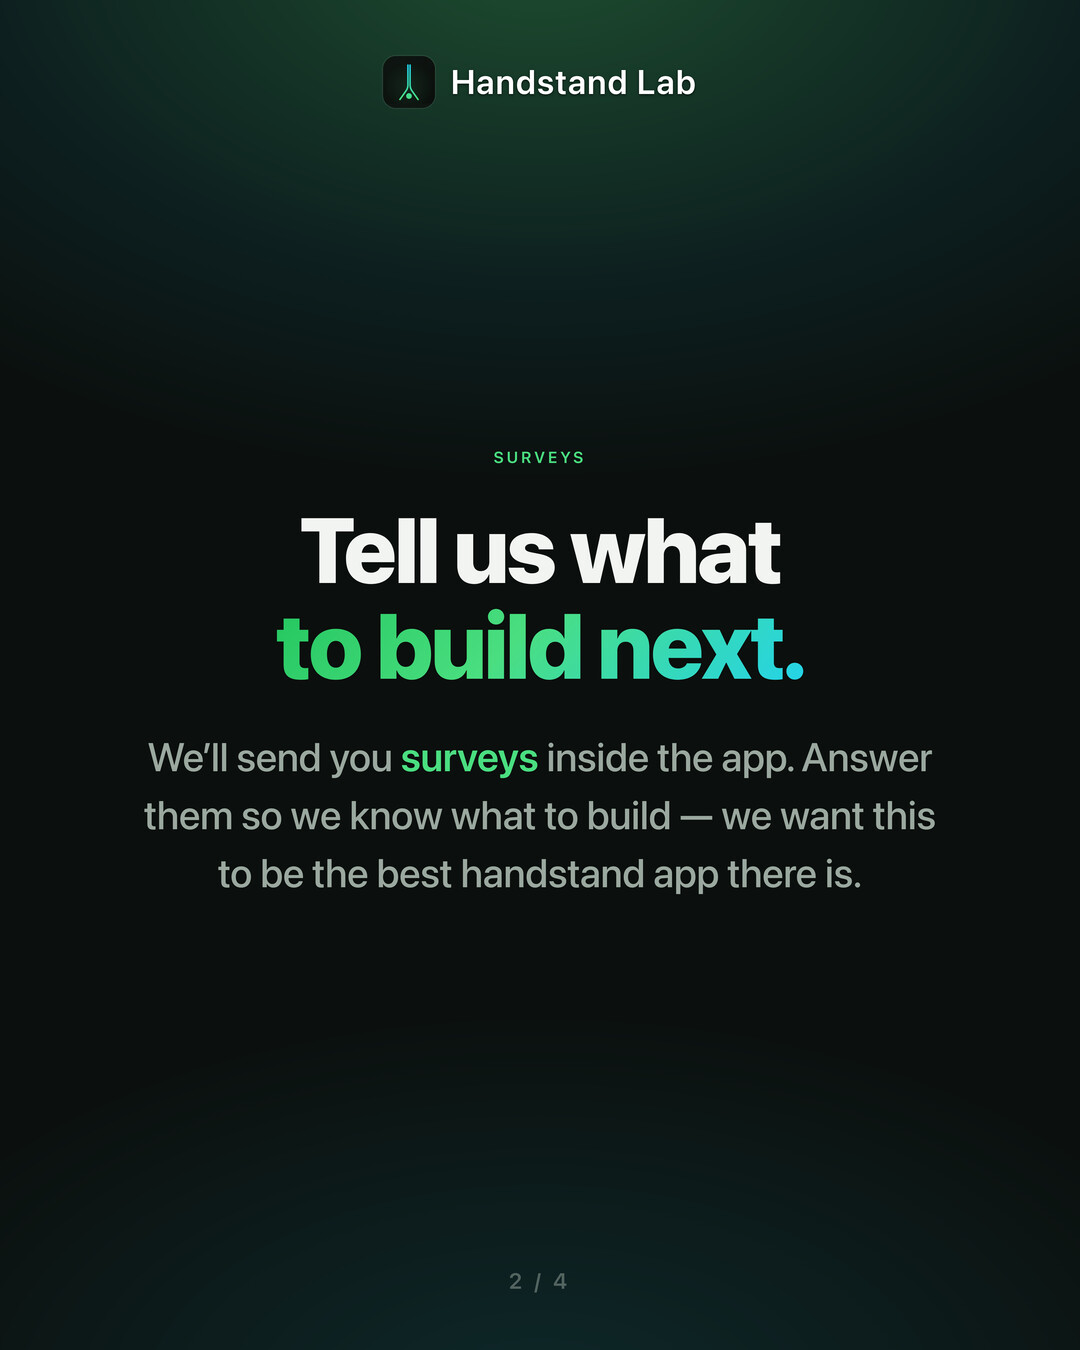 Handstand Lab
SURVEYS
Tell us what
to build next.
We’ll send you surveys inside the app. Answer
them so we know what to build — we want this
to be the best handstand app there is.
2 / 4